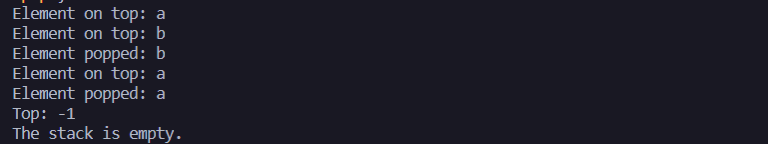 Element on top: a
Element on top: b
Element popped: b
Element on top: a
Element popped: a
Top: -1
The stack is empty.